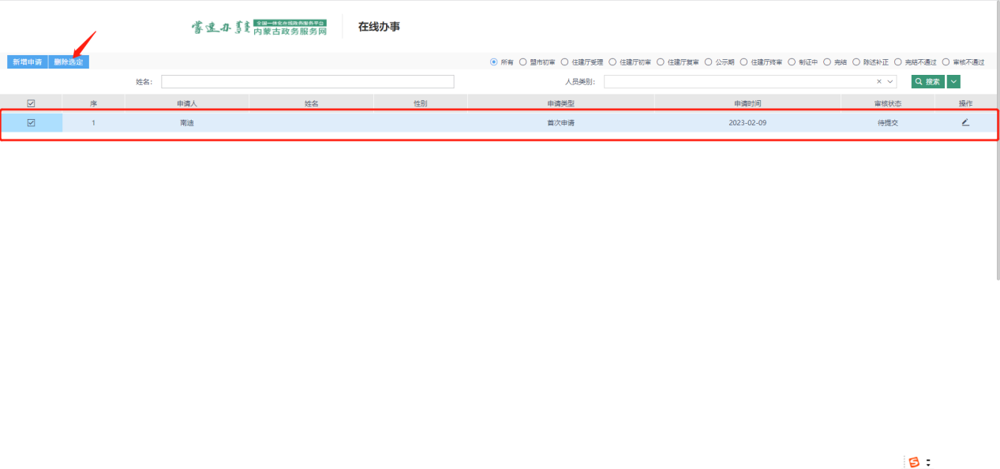 蒙速办 全国一体化在线政务服务平台
内蒙古政务服务网
在线办事
新增申请 删除选定 所有 盟市初审 住建厅受理 住建厅初审 住建厅复审 公示期 住建厅终审 制证中 完结 陈述补正 完结不通过 审核不通过
姓名: 人员类别: 搜索
序 申请人 姓名 性别 申请类型 申请时间 审核状态 操作
1 南迪 首次申请 2023-02-09 待提交